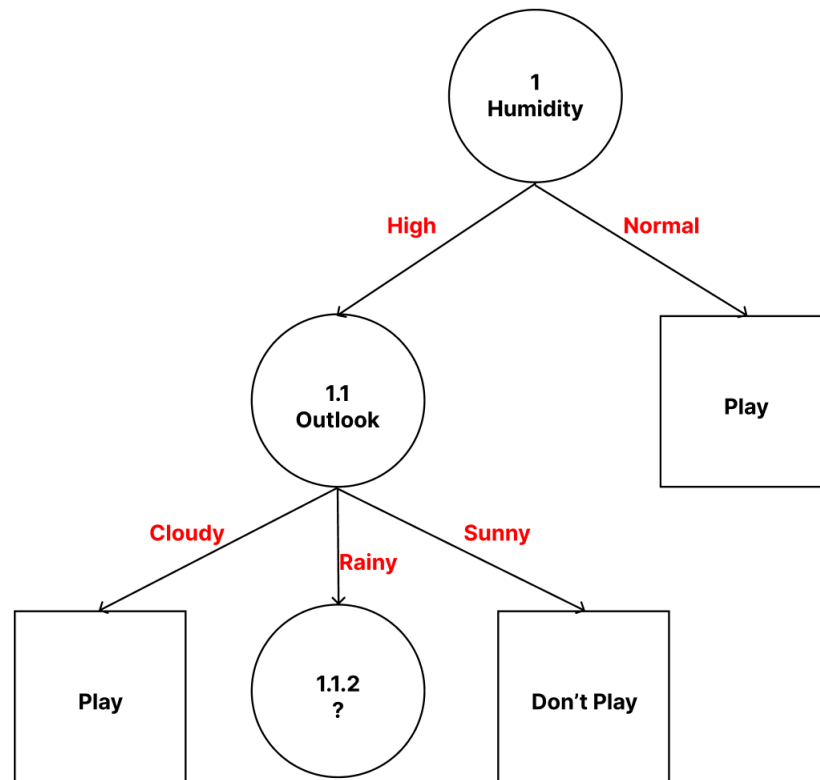 1
Humidity
High
Normal
1.1
Outlook
Play
Cloudy
Rainy
Sunny
Play
1.1.2
?
Don’t Play